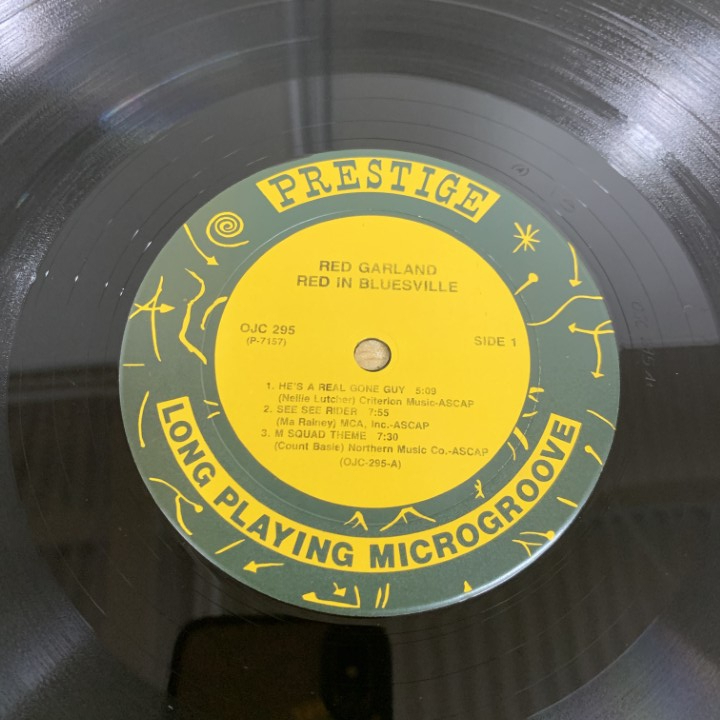 PRESTIGE
RED GARLAND
RED IN BLUESVILLE
OJC 295
(P-7157)
SIDE 1
1. HE'S A REAL GONE GUY 5:09
(Nellie Lutcher) Criterion Music-ASCAP
2. SEE SEE RIDER 7:55
(Ma Rainey) MCA, Inc.-ASCAP
3. M SQUAD THEME 7:30
(Count Basie) Northern Music Co.-ASCAP
(OJC-295-A)
LONG PLAYING MICROGROOVE